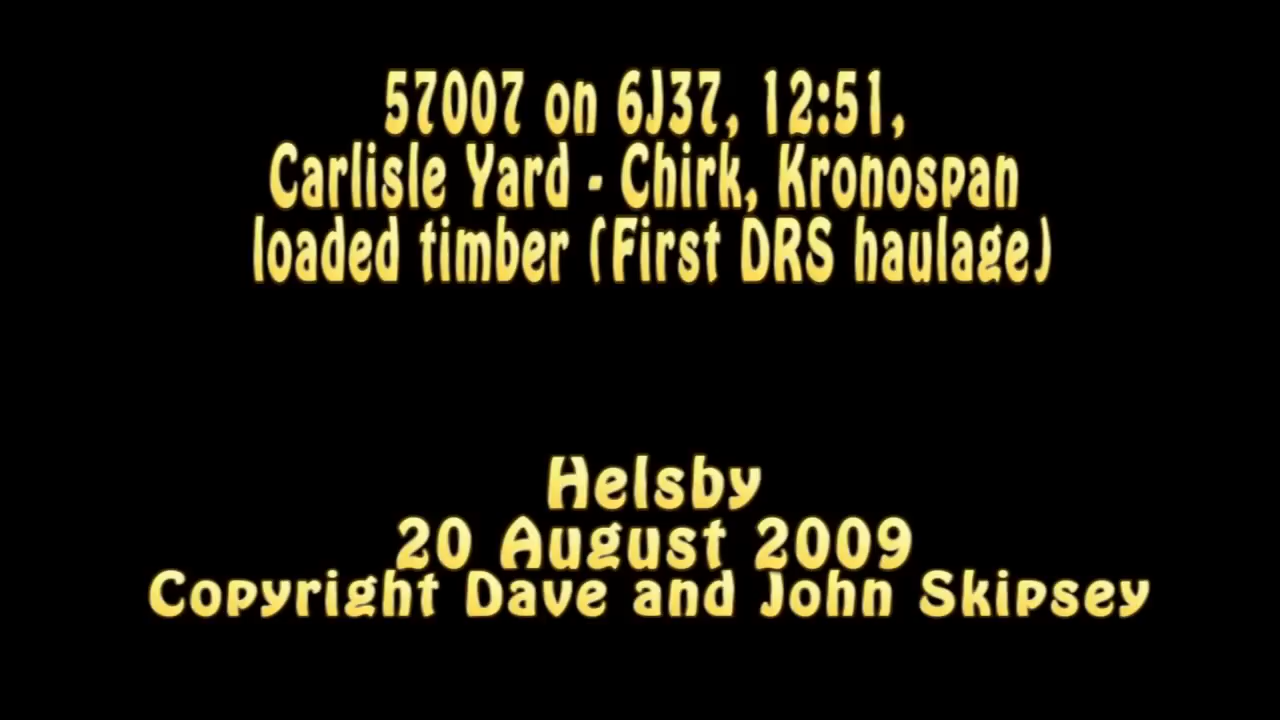 57007 on 6J37, 12:51,
Carlisle Yard - Chirk, Kronospan
loaded timber (First DRS haulage)
Helsby
20 August 2009
Copyright Dave and John Skipsey